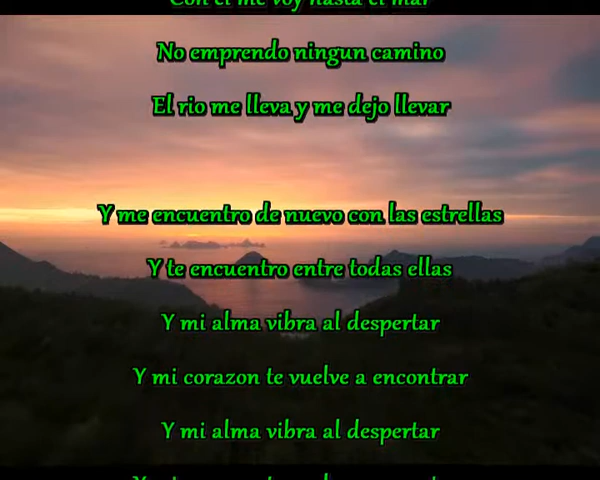 Con el me voy hasta el mar
No emprendo ningun camino
El rio me lleva y me dejo llevar
Y me encuentro de nuevo con las estrellas
Y te encuentro entre todas ellas
Y mi alma vibra al despertar
Y mi corazon te vuelve a encontrar
Y mi alma vibra al despertar